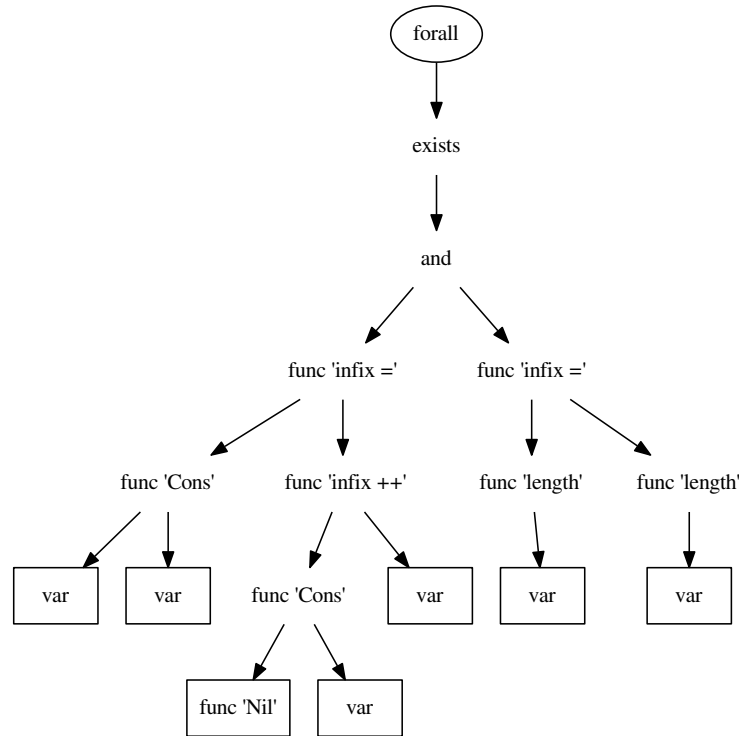 forall
exists
and
func 'infix ='
func 'infix ='
func 'Cons'
func 'infix ++'
func 'length'
func 'length'
var
var
func 'Cons'
var
var
var
func 'Nil'
var